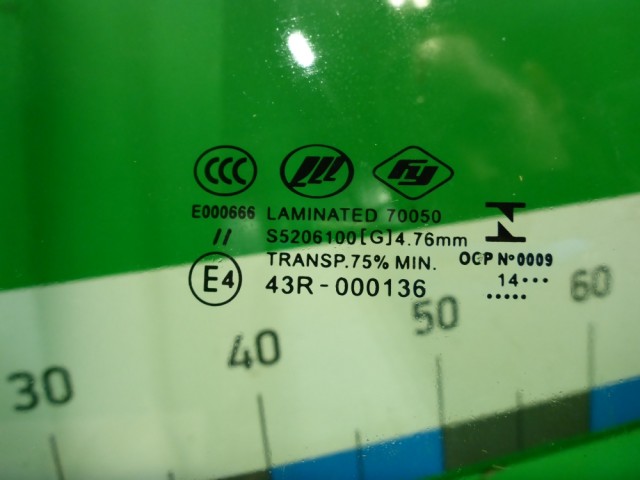 CCC FY
E000666 LAMINATED 70050
// S5206100[G]4.76mm
TRANSP.75% MIN. OCP Nº0009
E4 43R-000136 14•••
•••••
30 40 50 60